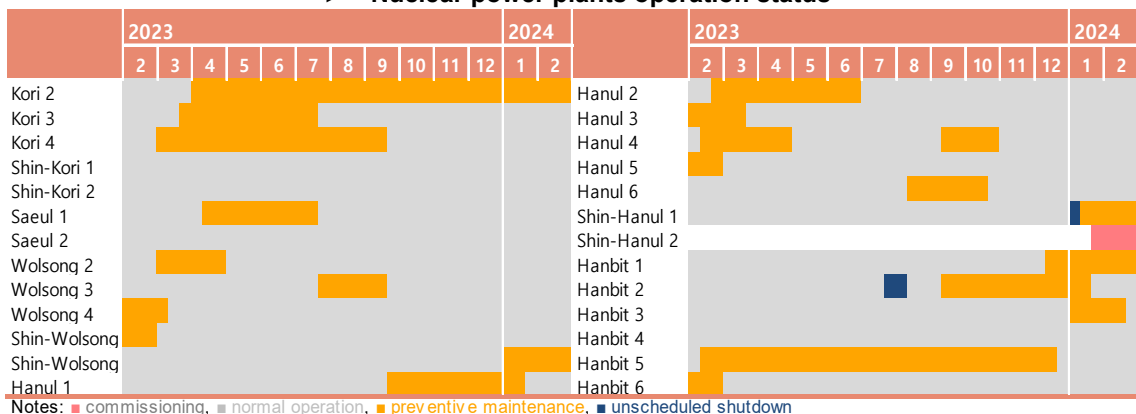 > Nuclear power plants operation status
2023 2024 2023 2024
2 3 4 5 6 7 8 9 10 11 12 1 2 2 3 4 5 6 7 8 9 10 11 12 1 2
Kori 2 Hanul 2
Kori 3 Hanul 3
Kori 4 Hanul 4
Shin-Kori 1 Hanul 5
Shin-Kori 2 Hanul 6
Saeul 1 Shin-Hanul 1
Saeul 2 Shin-Hanul 2
Wolsong 2 Hanbit 1
Wolsong 3 Hanbit 2
Wolsong 4 Hanbit 3
Shin-Wolsong Hanbit 4
Shin-Wolsong Hanbit 5
Hanul 1 Hanbit 6
Notes: ■ commissioning, ■ normal operation, ■ preventive maintenance, ■ unscheduled shutdown